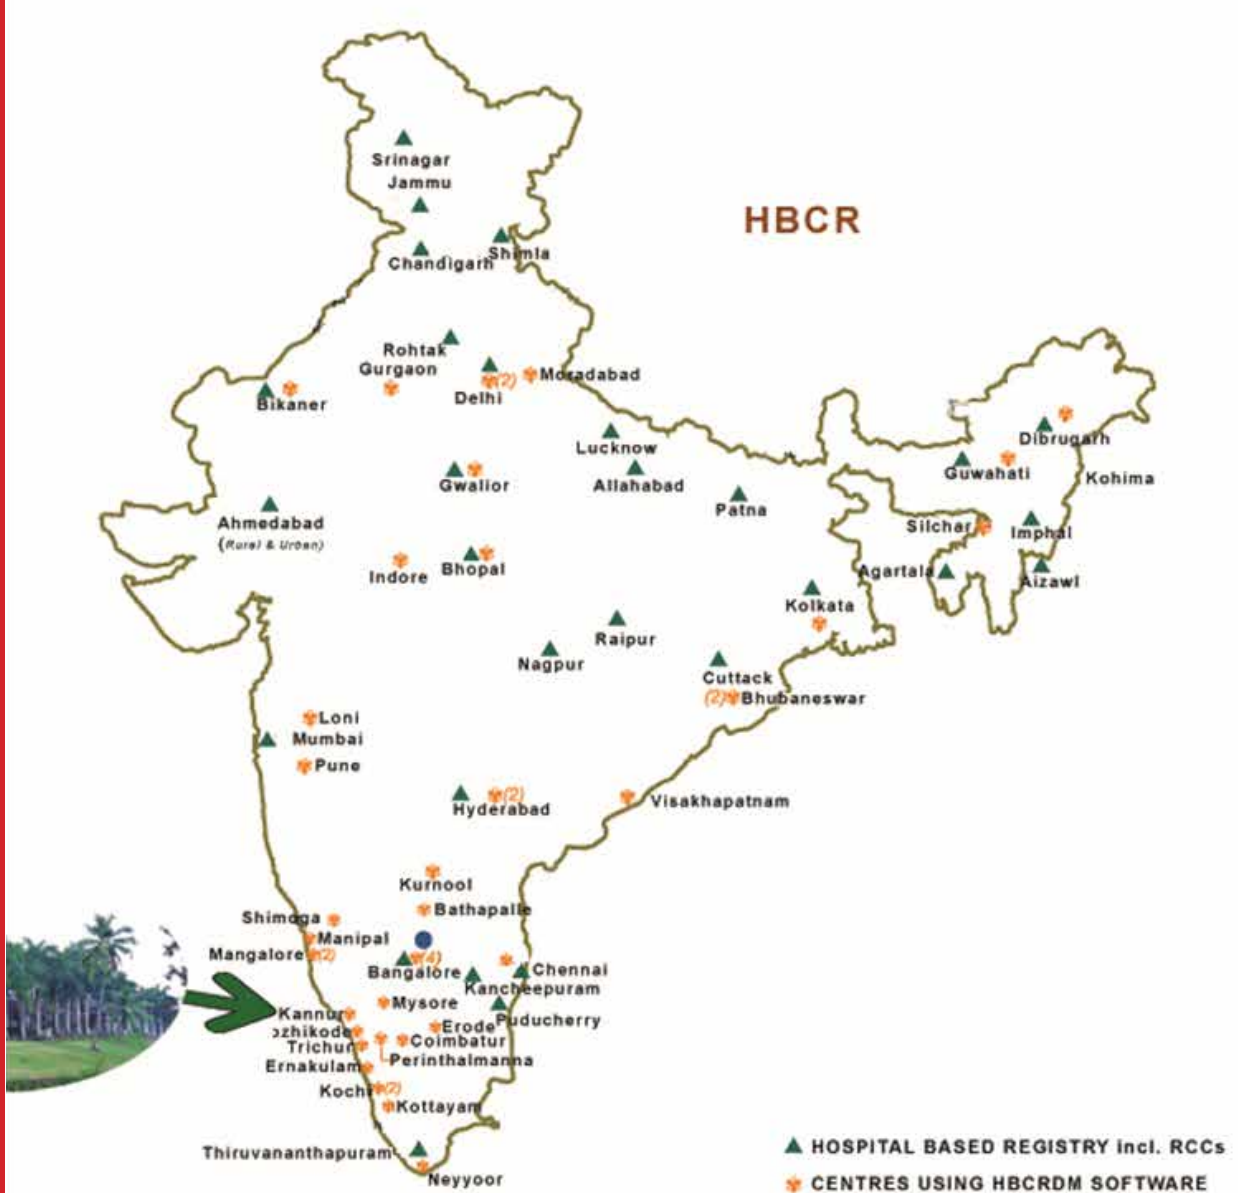 Srinagar
Jammu
HBCR
Shimla
Chandigarh
Rohtak
Gurgaon
(2)
Moradabad
Delhi
Bikaner
Lucknow
Dibrugarh
Guwahati
Kohima
Gwalior
Allahabad
Patna
Ahmedabad
(Rural & Urban)
Silchar
Imphal
Indore
Bhopal
Agartala
Aizawl
Kolkata
Raipur
Nagpur
Cuttack
(2)
Bhubaneswar
Loni
Mumbai
Pune
(2)
Hyderabad
Visakhapatnam
Kurnool
Bathapalle
Shimoga
Manipal
Mangalore
(2)
(4)
Bangalore
Chennai
Kancheepuram
Mysore
Kannur
Puducherry
Erode
ozhikode
Coimbatur
Trichur
Perinthalmanna
Ernakulam
Kochi
(2)
Kottayam
Thiruvananthapuram
Neyyoor
HOSPITAL BASED REGISTRY incl. RCCs
CENTRES USING HBCRDM SOFTWARE